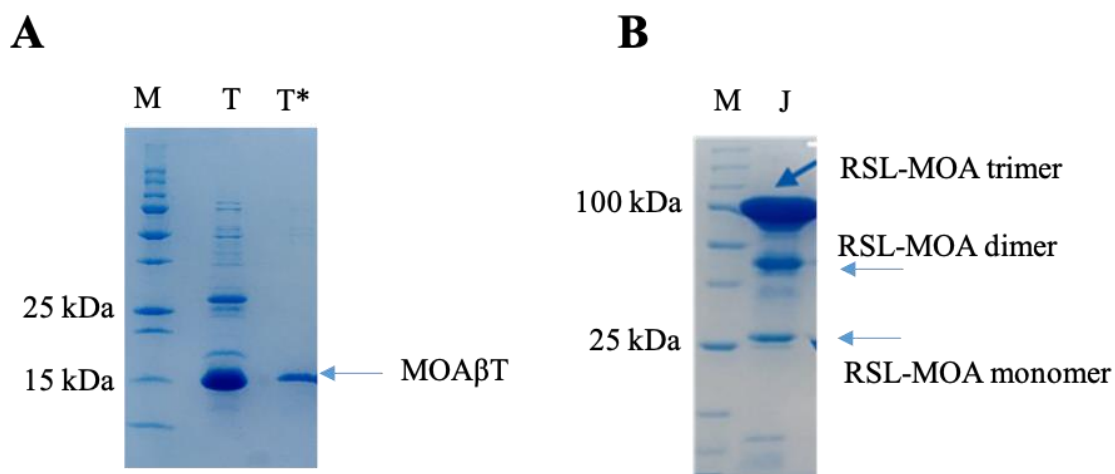 A
M T T*
25 kDa
15 kDa
MOAβT
B
M J
100 kDa
RSL-MOA trimer
RSL-MOA dimer
25 kDa
RSL-MOA monomer